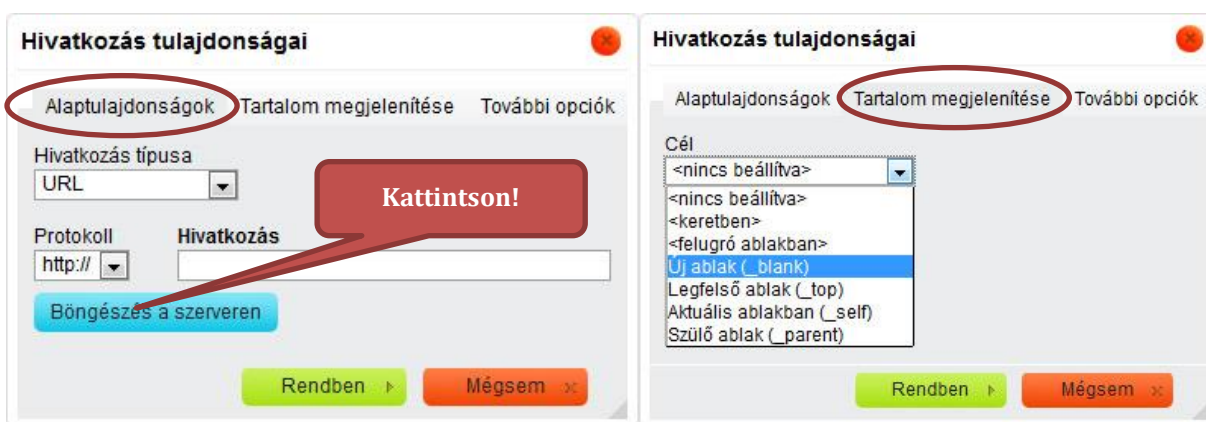 Hivatkozás tulajdonságai
Alaptulajdonságok Tartalom megjelenítése További opciók
Hivatkozás típusa
URL
Kattintson!
Protokoll Hivatkozás
http://
Böngészés a szerveren
Rendben Mégsem
Hivatkozás tulajdonságai
Alaptulajdonságok Tartalom megjelenítése További opciók
Cél
<nincs beállítva>
<nincs beállítva>
<keretben>
<felugró ablakban>
Új ablak (_blank)
Legfelső ablak (_top)
Aktuális ablakban (_self)
Szülő ablak (_parent)
Rendben Mégsem